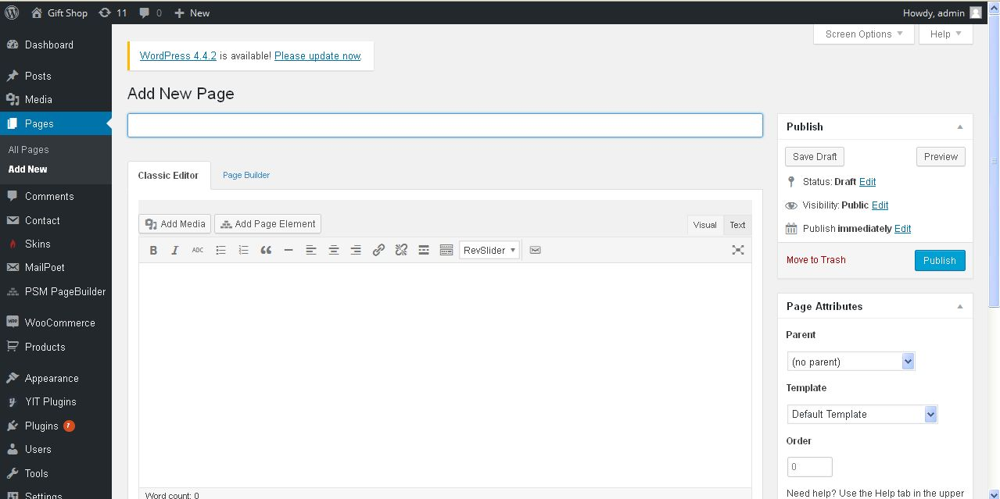 Gift Shop 11 0 New Howdy, admin
Screen Options Help
Dashboard
Posts
Media
Pages
All Pages
Add New
Comments
Contact
Skins
MailPoet
PSM PageBuilder
WooCommerce
Products
Appearance
YIT Plugins
Plugins 7
Users
Tools
Settings
WordPress 4.4.2 is available! Please update now.
Add New Page
Classic Editor Page Builder
Add Media Add Page Element Visual Text
B I ABC RevSlider
Word count: 0
Publish
Save Draft Preview
Status: Draft Edit
Visibility: Public Edit
Publish immediately Edit
Move to Trash Publish
Page Attributes
Parent
(no parent)
Template
Default Template
Order
0
Need help? Use the Help tab in the upper